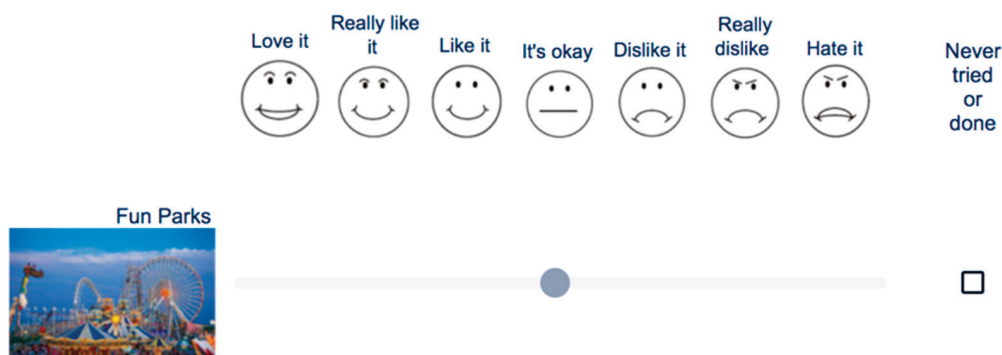 Love it
Really like
it
Like it
It's okay
Dislike it
Really
dislike
Hate it
Never
tried
or
done
Fun Parks